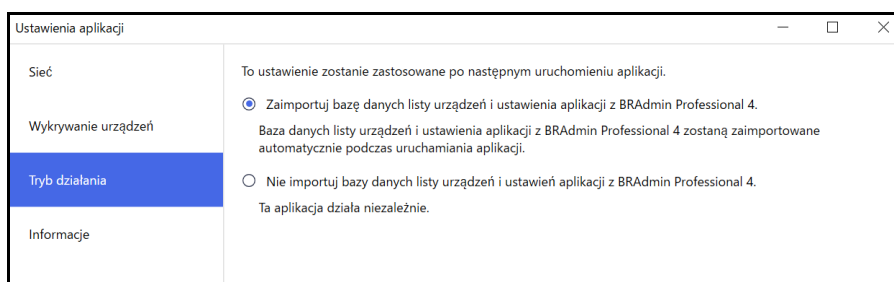 Ustawienia aplikacji
Sieć
Wykrywanie urządzeń
Tryb działania
Informacje
To ustawienie zostanie zastosowane po następnym uruchomieniu aplikacji.
Zaimportuj bazę danych listy urządzeń i ustawienia aplikacji z BRAdmin Professional 4.
Baza danych listy urządzeń i ustawienia aplikacji z BRAdmin Professional 4 zostaną zaimportowane
automatycznie podczas uruchamiania aplikacji.
Nie importuj bazy danych listy urządzeń i ustawień aplikacji z BRAdmin Professional 4.
Ta aplikacja działa niezależnie.